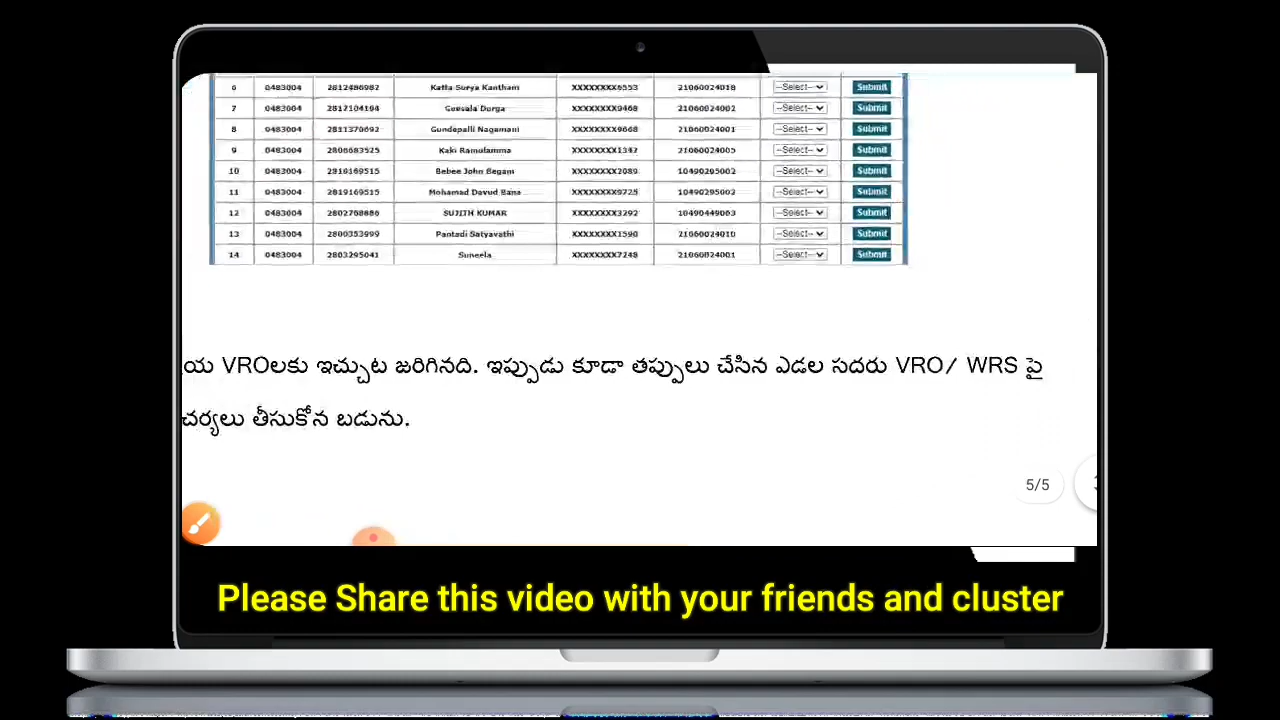 6 0483004 2812486982 Katta Surya Kantham XXXXXXXX6553 21060024018 --Select-- Submit
7 0483004 2812104194 Geesala Durga XXXXXXXX9468 21060024002 --Select-- Submit
8 0483004 2811370692 Gundepalli Nagamani XXXXXXXX9668 21060024001 --Select-- Submit
9 0483004 2806683525 Kaki Ramulamma XXXXXXXX1342 21060024005 --Select-- Submit
10 0483004 2819169515 Bebee John Begam XXXXXXXX2089 10490295002 --Select-- Submit
11 0483004 2819169515 Mohamad Davud Basa XXXXXXXX9725 10490295002 --Select-- Submit
12 0483004 2802768886 SUJITH KUMAR XXXXXXXX3292 10490449003 --Select-- Submit
13 0483004 2800353999 Pantadi Satyavathi XXXXXXXX1590 21060024010 --Select-- Submit
14 0483004 2803295041 Suneela XXXXXXXX7248 21060024001 --Select-- Submit
య VROలకు ఇచ్చుట జరిగినది. ఇప్పుడు కూడా తప్పులు చేసిన ఎడల సదరు VRO/ WRS పై
చర్యలు తీసుకోన బడును.
5/5
Please Share this video with your friends and cluster